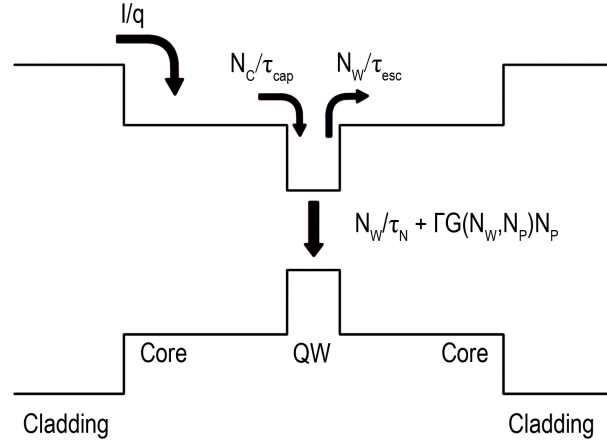 I/q
N_C/τ_cap
N_W/τ_esc
N_W/τ_N + ΓG(N_W,N_P)N_P
Core
QW
Core
Cladding
Cladding